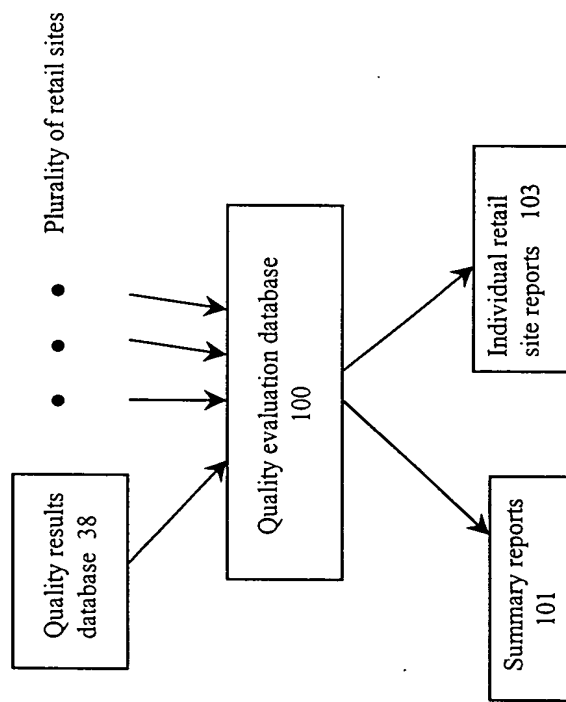 Plurality of retail sites
Quality results
database 38
Quality evaluation database
100
Summary reports
101
Individual retail
site reports 103